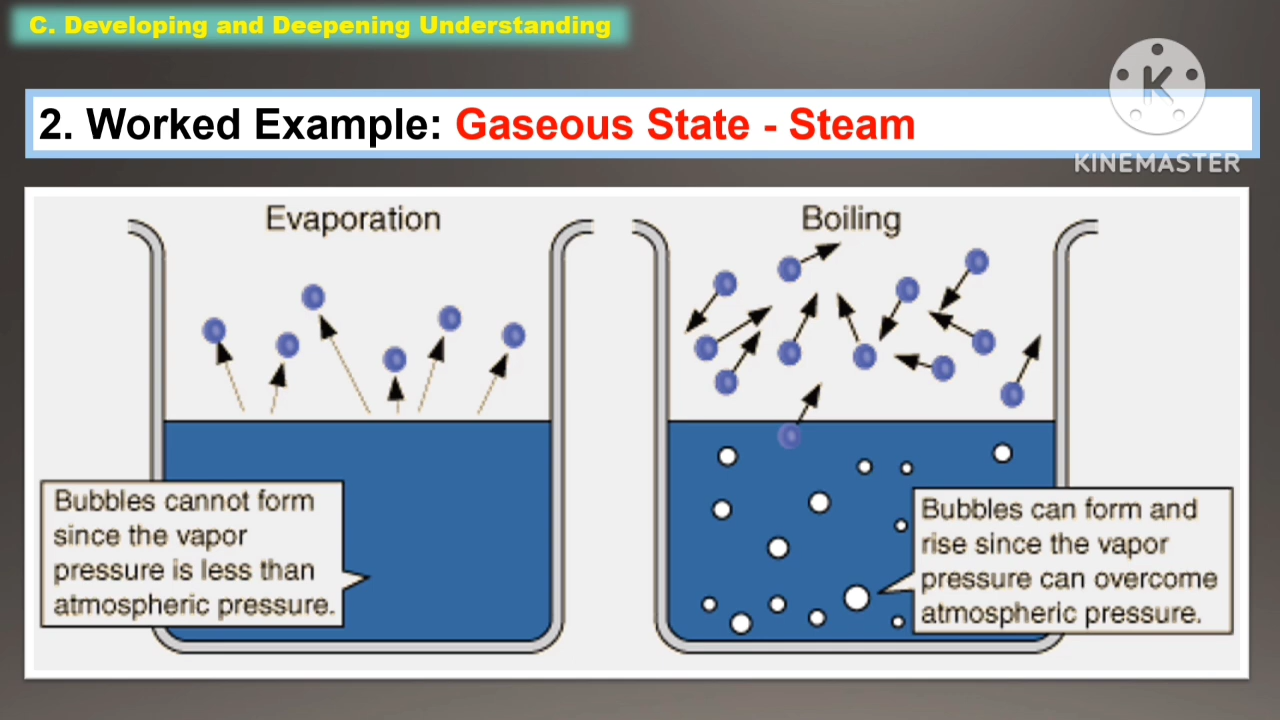 C. Developing and Deepening Understanding
2. Worked Example: Gaseous State - Steam
K
KINEMASTER
Evaporation
Bubbles cannot form
since the vapor
pressure is less than
atmospheric pressure.
Boiling
Bubbles can form and
rise since the vapor
pressure can overcome
atmospheric pressure.